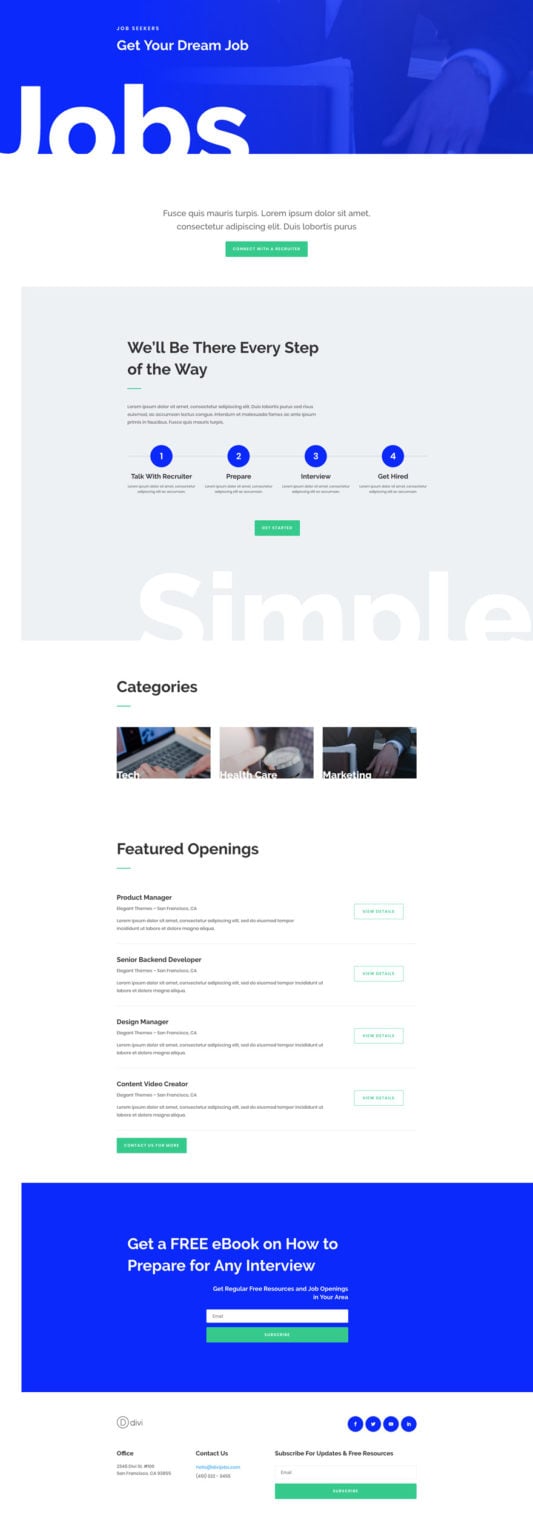 JOB SEEKERS
Get Your Dream Job
Jobs
Fusce quis mauris turpis. Lorem ipsum dolor sit amet,
consectetur adipiscing elit. Duis lobortis purus
CONNECT WITH A RECRUITER
We'll Be There Every Step
of the Way
Lorem ipsum dolor sit amet, consectetur adipiscing elit. Duis lobortis purus sed risus
euismod, ac accumsan lectus congue. Interdum et malesuada fames ac ante ipsum
primis in faucibus. Fusce quis mauris turpis.
1 2 3 4
Talk With Recruiter Prepare Interview Get Hired
Lorem ipsum dolor sit amet, consectetur Lorem ipsum dolor sit amet, consectetur Lorem ipsum dolor sit amet, consectetur Lorem ipsum dolor sit amet, consectetur
adipiscing elit ac accumsan. adipiscing elit ac accumsan. adipiscing elit ac accumsan. adipiscing elit ac accumsan.
GET STARTED
Simple
Categories
Tech Health Care Marketing
Featured Openings
Product Manager
Elegant Themes – San Francisco, CA
VIEW DETAILS
Lorem ipsum dolor sit amet, consectetur adipiscing elit, sed do eiusmod tempor
incididunt ut labore et dolore magna aliqua.
Senior Backend Developer
Elegant Themes – San Francisco, CA
VIEW DETAILS
Lorem ipsum dolor sit amet, consectetur adipiscing elit, sed do eiusmod tempor incididunt ut
labore et dolore magna aliqua.
Design Manager
Elegant Themes – San Francisco, CA
VIEW DETAILS
Lorem ipsum dolor sit amet, consectetur adipiscing elit, sed do eiusmod tempor incididunt ut
labore et dolore magna aliqua.
Content Video Creator
Elegant Themes – San Francisco, CA
VIEW DETAILS
Lorem ipsum dolor sit amet, consectetur adipiscing elit, sed do eiusmod tempor incididunt ut
labore et dolore magna aliqua.
CONTACT US FOR MORE
Get a FREE eBook on How to
Prepare for Any Interview
Get Regular Free Resources and Job Openings
in Your Area
Email
SUBSCRIBE
D divi
Office
2345 Divi St. #100
San Francisco, CA 93655
Contact Us
hello@divijobs.com
Subscribe For Updates & Free Resources
Email
SUBSCRIBE